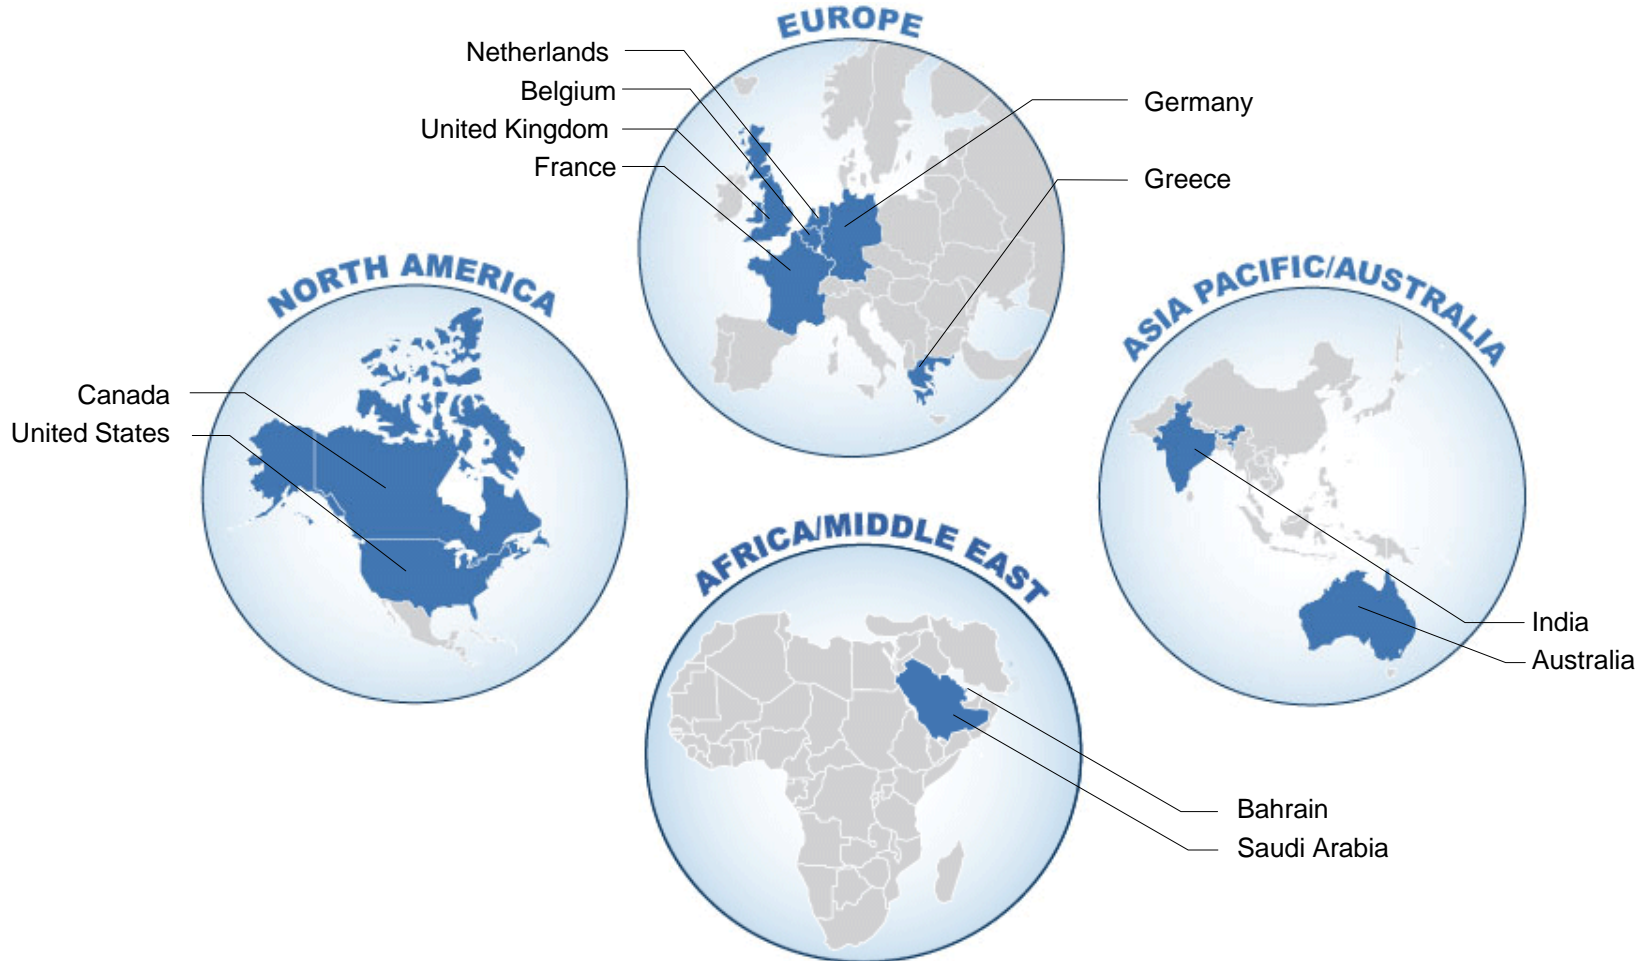 EUROPE
Netherlands
Belgium
United Kingdom
France
Germany
Greece
NORTH AMERICA
Canada
United States
ASIA PACIFIC/AUSTRALIA
India
Australia
AFRICA/MIDDLE EAST
Bahrain
Saudi Arabia